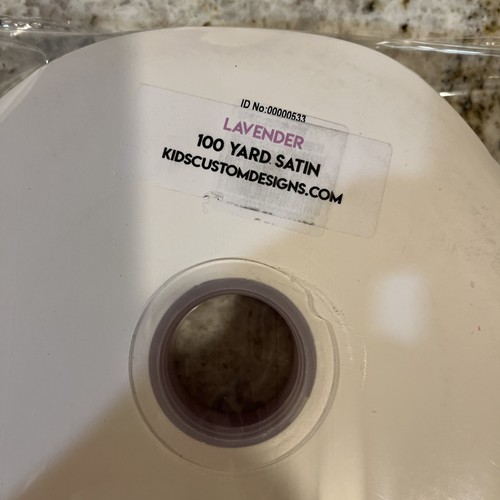 ID No:00000533
LAVENDER
100 YARD SATIN
KIDSCUSTOMDESIGNS.COM